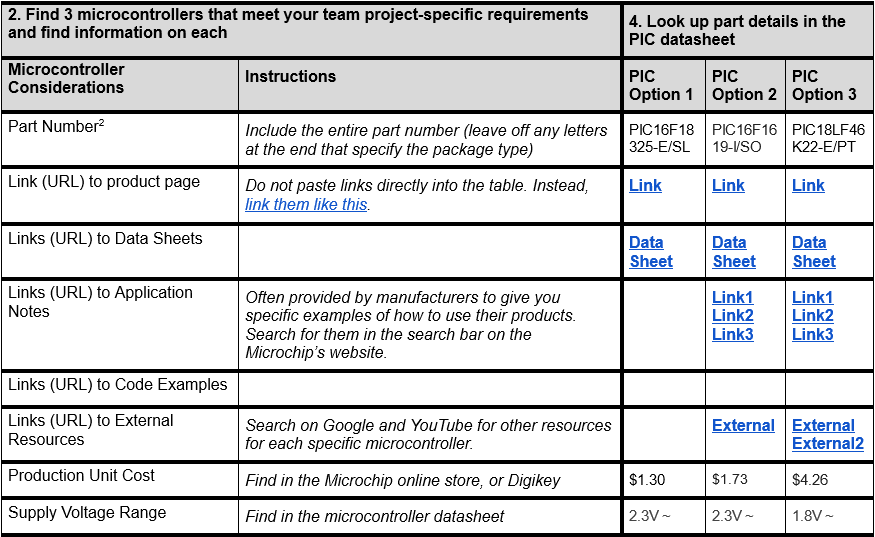 2. Find 3 microcontrollers that meet your team project-specific requirements
and find information on each
4. Look up part details in the
PIC datasheet
Microcontroller
Considerations
Instructions
PIC
Option 1
PIC
Option 2
PIC
Option 3
Part Number2
Include the entire part number (leave off any letters
at the end that specify the package type)
PIC16F18
325-E/SL
PIC16F16
19-I/SO
PIC18LF46
K22-E/PT
Link (URL) to product page
Do not paste links directly into the table. Instead,
link them like this.
Link
Link
Link
Links (URL) to Data Sheets
Data
Sheet
Data
Sheet
Data
Sheet
Links (URL) to Application
Notes
Often provided by manufacturers to give you
specific examples of how to use their products.
Search for them in the search bar on the
Microchip's website.
Link1
Link2
Link3
Link1
Link2
Link3
Links (URL) to Code Examples
Links (URL) to External
Resources
Search on Google and YouTube for other resources
for each specific microcontroller.
External
External
External2
Production Unit Cost
Find in the Microchip online store, or Digikey
$1.30
$1.73
$4.26
Supply Voltage Range
Find in the microcontroller datasheet
2.3V ~
2.3V ~
1.8V ~